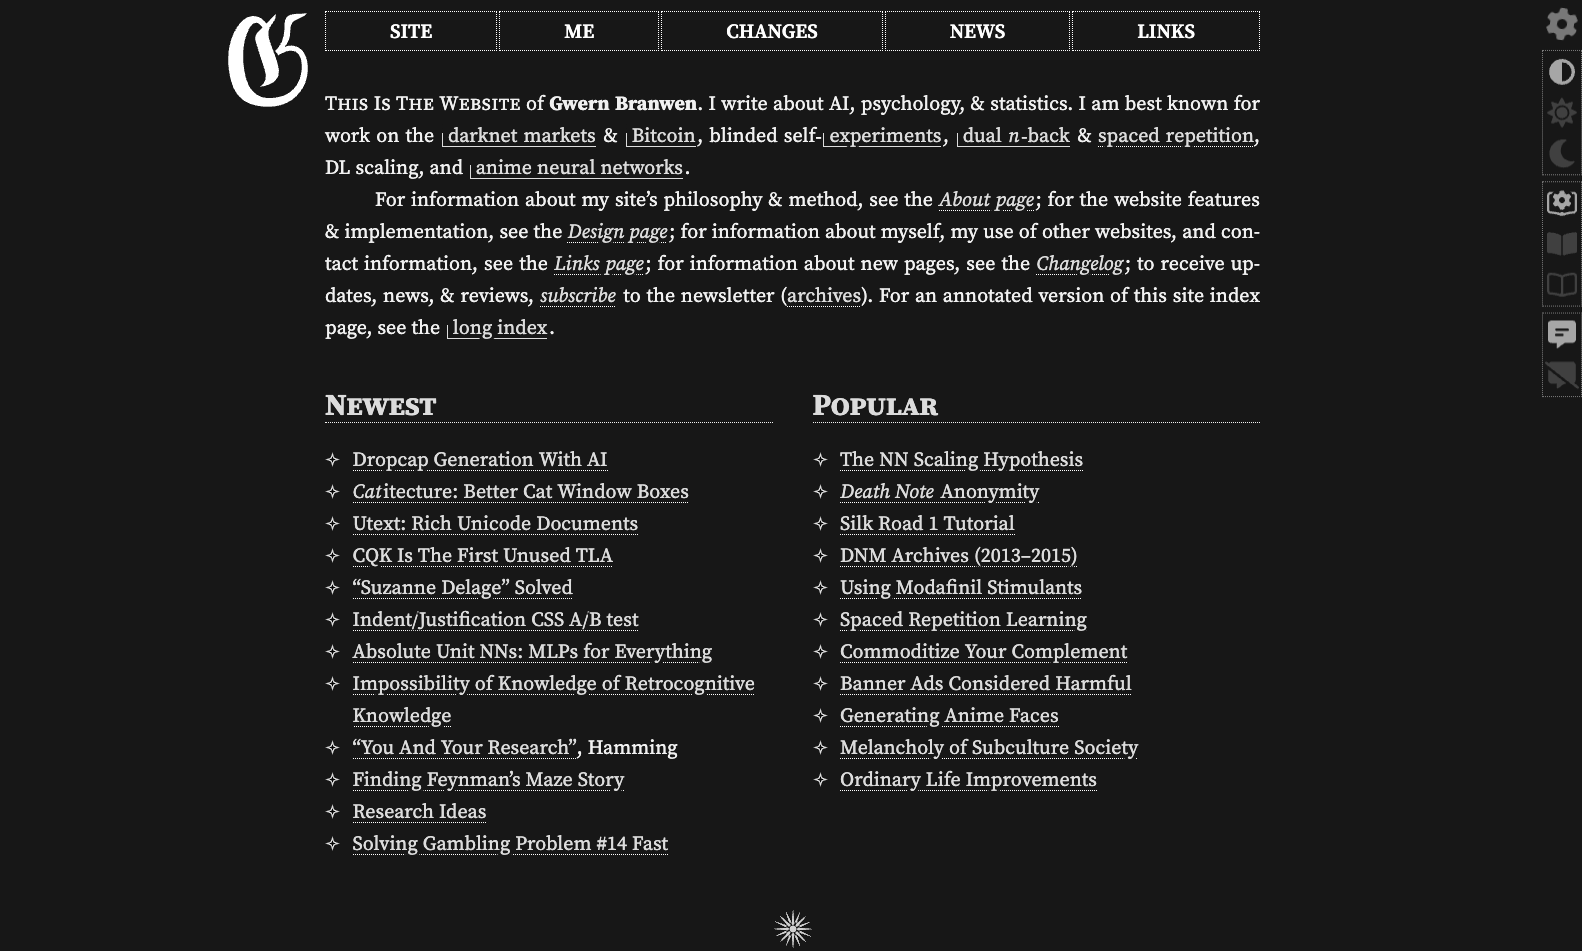 G
SITE
ME
CHANGES
NEWS
LINKS
This Is The Website of Gwern Branwen. I write about AI, psychology, & statistics. I am best known for
work on the darknet markets & Bitcoin, blinded self-experiments, dual n-back & spaced repetition,
DL scaling, and anime neural networks.
For information about my site’s philosophy & method, see the About page; for the website features
& implementation, see the Design page; for information about myself, my use of other websites, and con-
tact information, see the Links page; for information about new pages, see the Changelog; to receive up-
dates, news, & reviews, subscribe to the newsletter (archives). For an annotated version of this site index
page, see the long index.
Newest
Dropcap Generation With AI
Catitecture: Better Cat Window Boxes
Utext: Rich Unicode Documents
CQK Is The First Unused TLA
“Suzanne Delage” Solved
Indent/Justification CSS A/B test
Absolute Unit NNs: MLPs for Everything
Impossibility of Knowledge of Retrocognitive
Knowledge
“You And Your Research”, Hamming
Finding Feynman’s Maze Story
Research Ideas
Solving Gambling Problem #14 Fast
Popular
The NN Scaling Hypothesis
Death Note Anonymity
Silk Road 1 Tutorial
DNM Archives (2013–2015)
Using Modafinil Stimulants
Spaced Repetition Learning
Commoditize Your Complement
Banner Ads Considered Harmful
Generating Anime Faces
Melancholy of Subculture Society
Ordinary Life Improvements